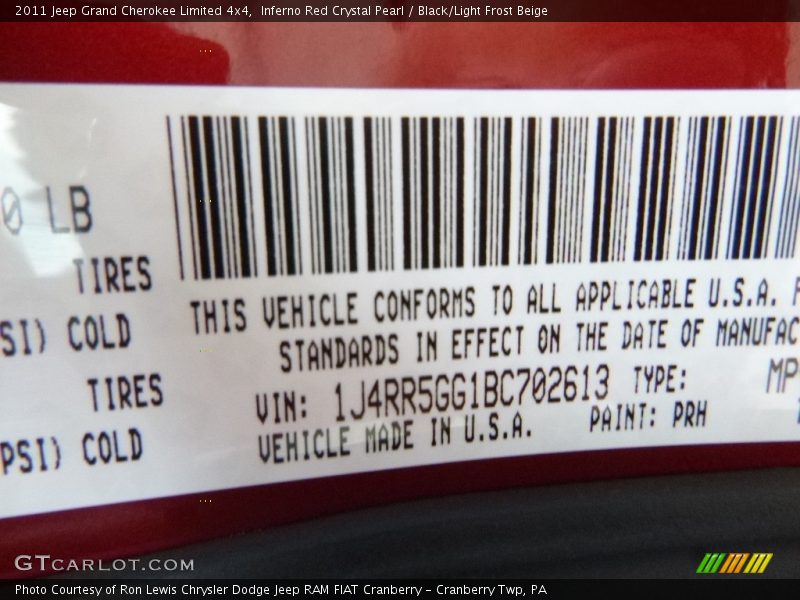 2011 Jeep Grand Cherokee Limited 4x4, Inferno Red Crystal Pearl / Black/Light Frost Beige
0 LB
TIRES
SI) COLD
TIRES
PSI) COLD
THIS VEHICLE CONFORMS TO ALL APPLICABLE U.S.A.
STANDARDS IN EFFECT ON THE DATE OF MANUFAC
VIN: 1J4RR5GG1BC702613 TYPE: MP
VEHICLE MADE IN U.S.A. PAINT: PRH
GTCARLOT.COM
Photo Courtesy of Ron Lewis Chrysler Dodge Jeep RAM FIAT Cranberry - Cranberry Twp, PA